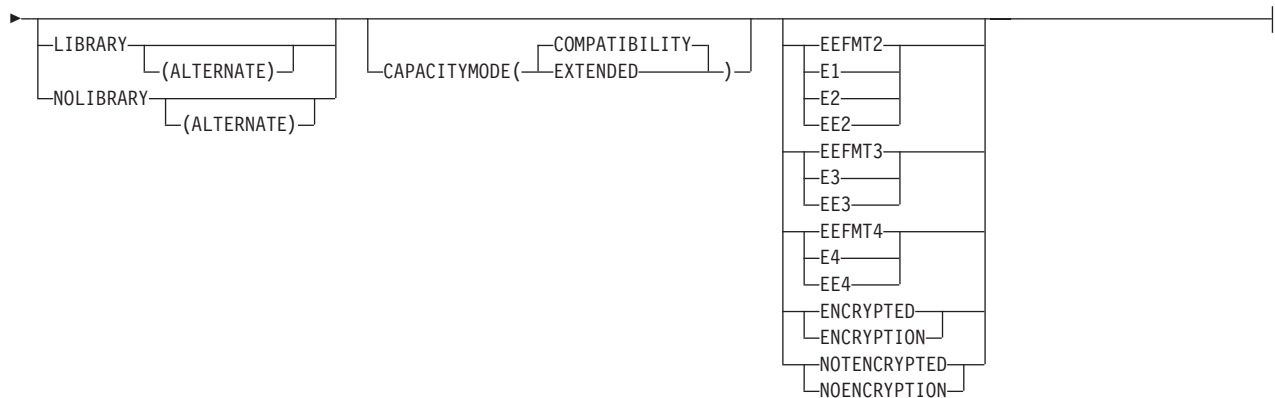 LIBRARY
(ALTERNATE)
NOLIBRARY
(ALTERNATE)
CAPACITYMODE( COMPATIBILITY )
EXTENDED
EEFMT2
E1
E2
EE2
EEFMT3
E3
EE3
EEFMT4
E4
EE4
ENCRYPTED
ENCRYPTION
NOTENCRYPTED
NOENCRYPTION